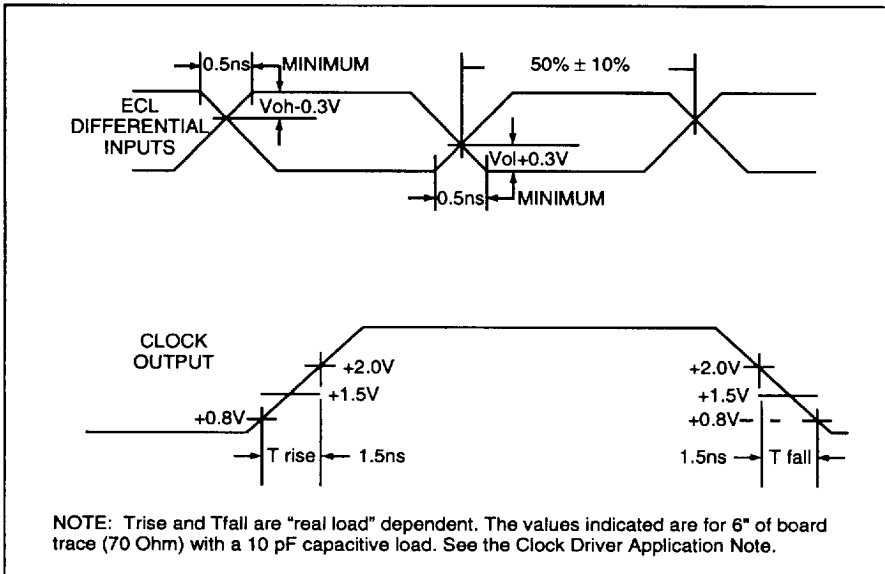 0.5ns MINIMUM
50% ± 10%
ECL
DIFFERENTIAL
INPUTS
Voh-0.3V
Vol+0.3V
0.5ns MINIMUM
CLOCK
OUTPUT
+2.0V
+1.5V
+0.8V
T rise 1.5ns
+2.0V
+1.5V
+0.8V
1.5ns T fall
NOTE: Trise and Tfall are "real load" dependent. The values indicated are for 6" of board
trace (70 Ohm) with a 10 pF capacitive load. See the Clock Driver Application Note.